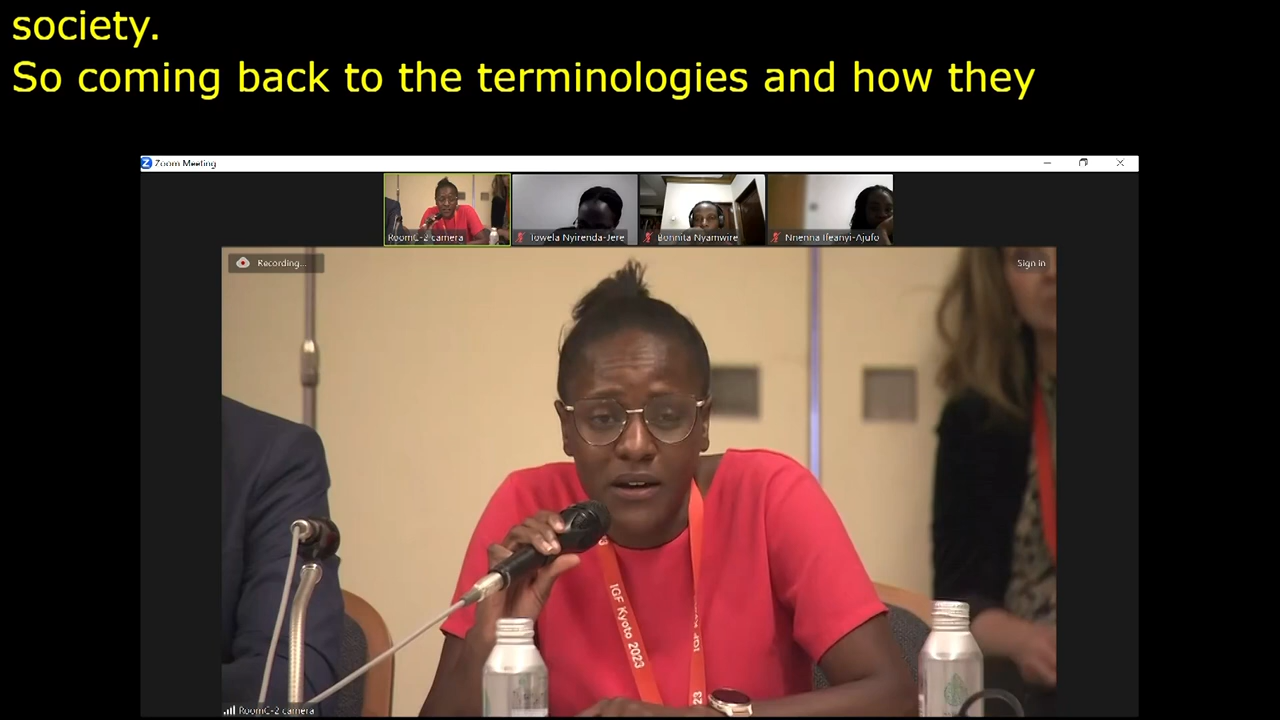 society.
So coming back to the terminologies and how they
Zoom Meeting
RoomC-2 camera
Towela Nyirenda-Jere
Bonnita Nyamwire
Nnenna Ifeanyi-Ajufo
Recording...
Sign in
IGF Kyoto 2023
RoomC-2 camera